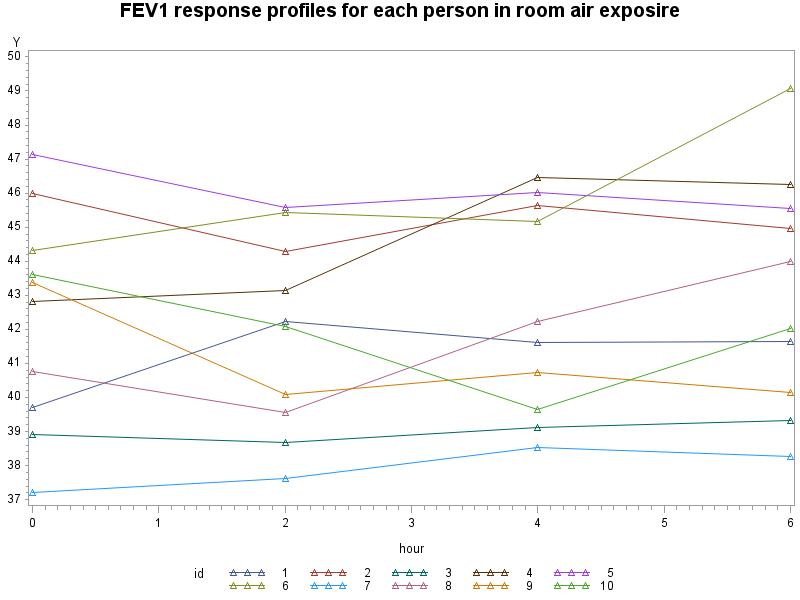 FEV1 response profiles for each person in room air exposire
Y
50
49
48
47
46
45
44
43
42
41
40
39
38
37
0 1 2 3 4 5 6
hour
id 1 2 3 4 5
6 7 8 9 10